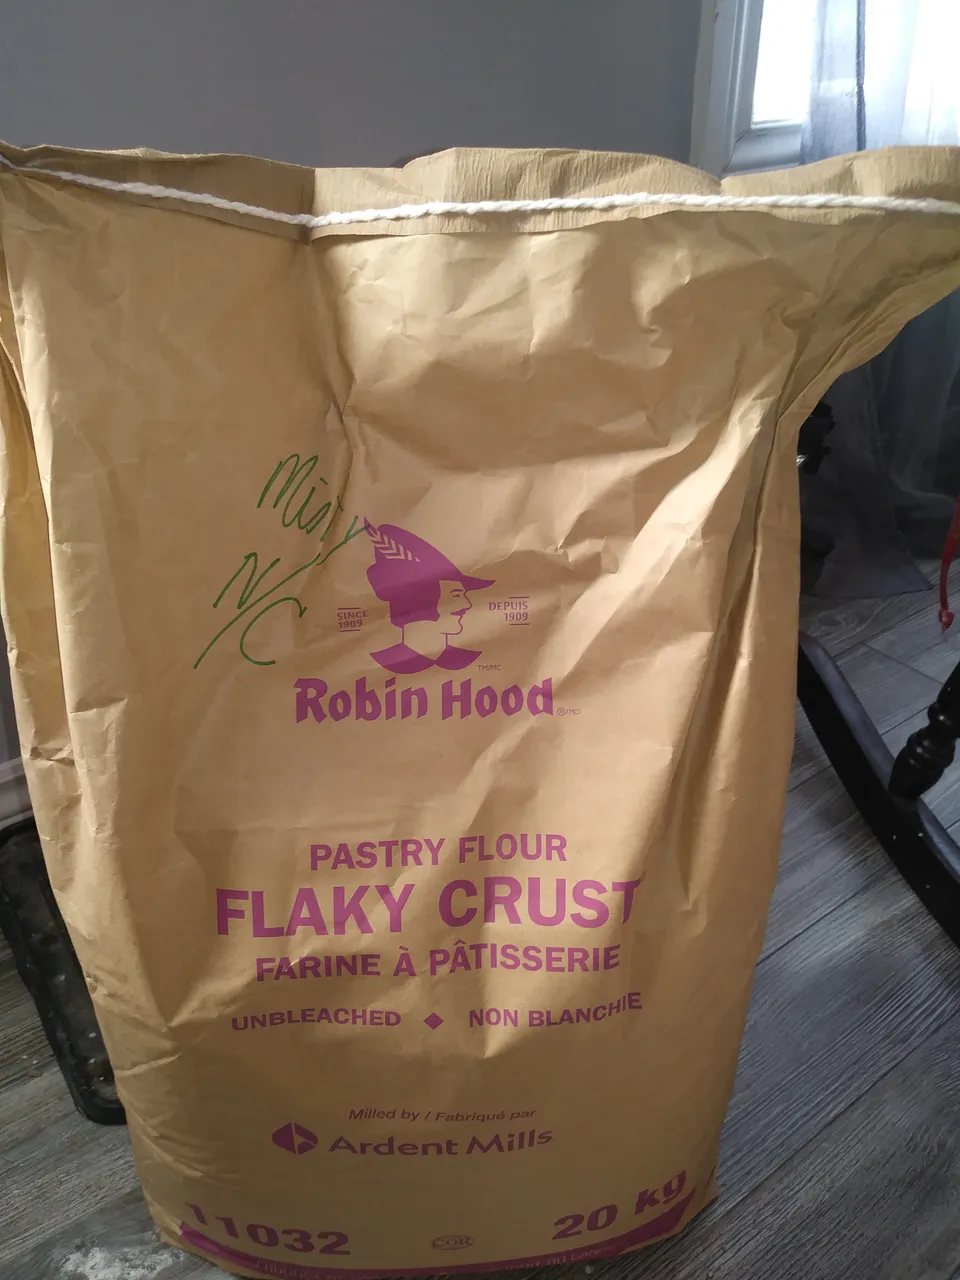 Misty
N/C
SINCE 1909
DEPUIS 1909
TM/MC
Robin Hood ®/MD
PASTRY FLOUR
FLAKY CRUST
FARINE À PÂTISSERIE
UNBLEACHED ◆ NON BLANCHIE
Milled by / Fabriqué par
Ardent Mills
11032
COR
20 kg